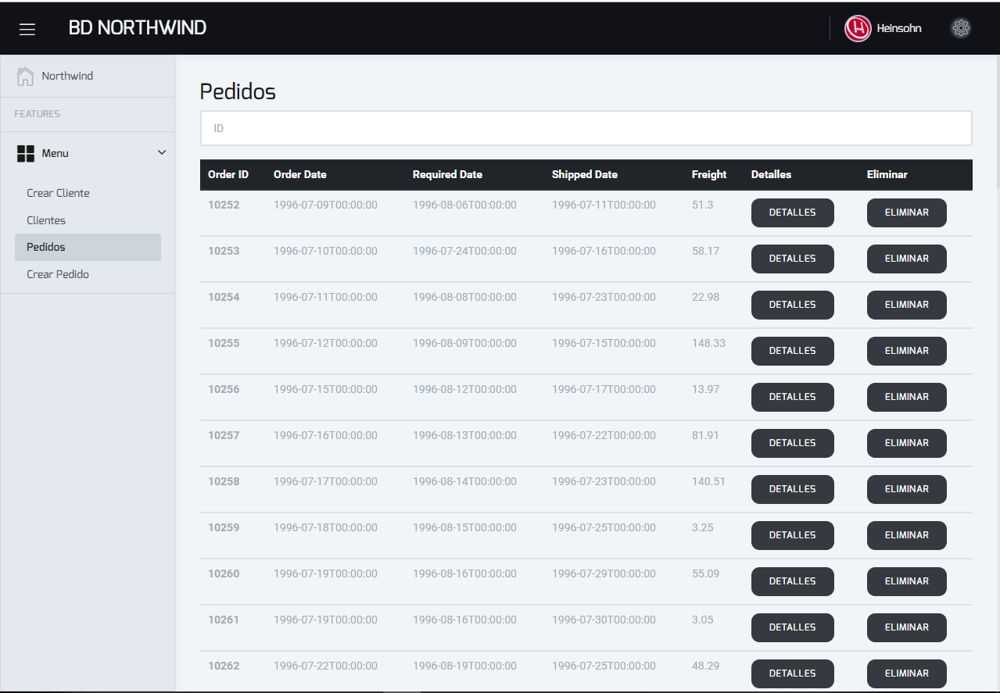 BD NORTHWIND
Heinsohn
Northwind
FEATURES
Menu
Crear Cliente
Clientes
Pedidos
Crear Pedido
Pedidos
ID
Order ID Order Date Required Date Shipped Date Freight Detalles Eliminar
10252 1996-07-09T00:00:00 1996-08-06T00:00:00 1996-07-11T00:00:00 51.3 DETALLES ELIMINAR
10253 1996-07-10T00:00:00 1996-07-24T00:00:00 1996-07-16T00:00:00 58.17 DETALLES ELIMINAR
10254 1996-07-11T00:00:00 1996-08-08T00:00:00 1996-07-23T00:00:00 22.98 DETALLES ELIMINAR
10255 1996-07-12T00:00:00 1996-08-09T00:00:00 1996-07-15T00:00:00 148.33 DETALLES ELIMINAR
10256 1996-07-15T00:00:00 1996-08-12T00:00:00 1996-07-17T00:00:00 13.97 DETALLES ELIMINAR
10257 1996-07-16T00:00:00 1996-08-13T00:00:00 1996-07-22T00:00:00 81.91 DETALLES ELIMINAR
10258 1996-07-17T00:00:00 1996-08-14T00:00:00 1996-07-23T00:00:00 140.51 DETALLES ELIMINAR
10259 1996-07-18T00:00:00 1996-08-15T00:00:00 1996-07-25T00:00:00 3.25 DETALLES ELIMINAR
10260 1996-07-19T00:00:00 1996-08-16T00:00:00 1996-07-29T00:00:00 55.09 DETALLES ELIMINAR
10261 1996-07-19T00:00:00 1996-08-16T00:00:00 1996-07-30T00:00:00 3.05 DETALLES ELIMINAR
10262 1996-07-22T00:00:00 1996-08-19T00:00:00 1996-07-25T00:00:00 48.29 DETALLES ELIMINAR